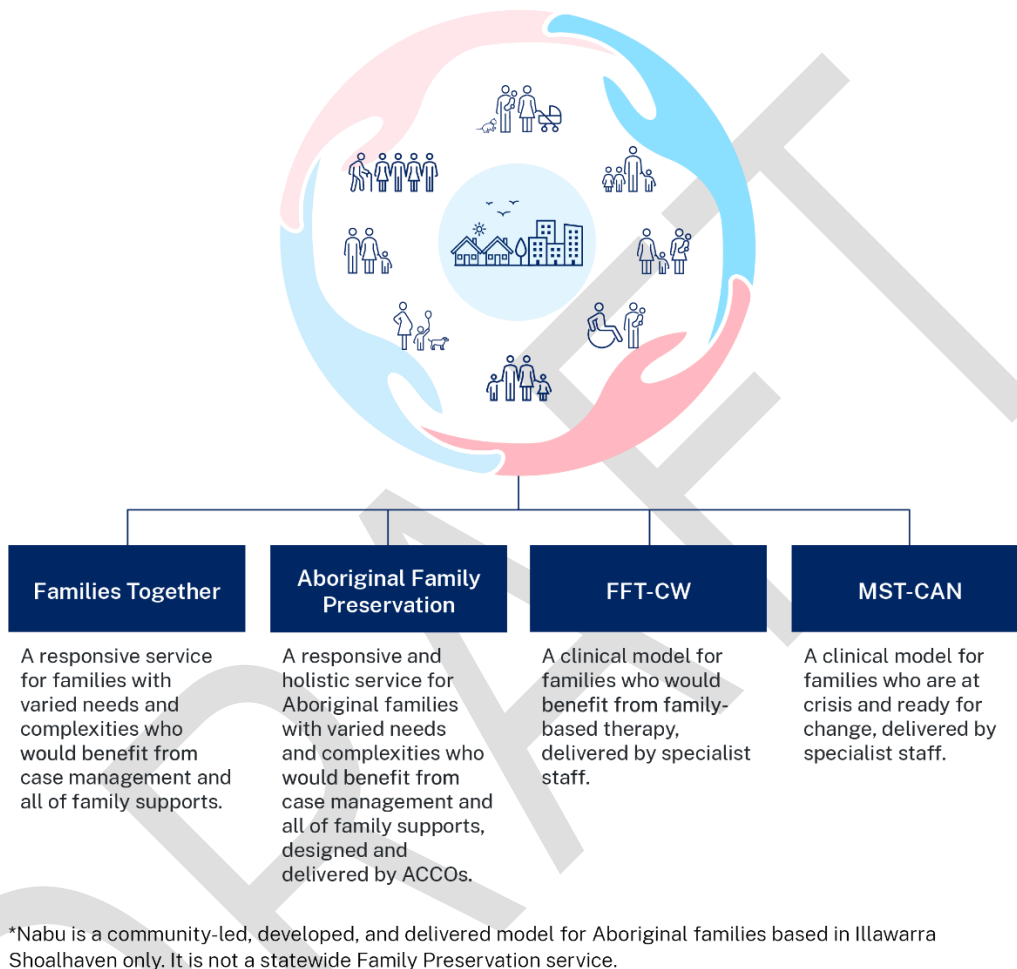 DRAFT
Families Together
A responsive service
for families with
varied needs and
complexities who
would benefit from
case management and
all of family supports.
Aboriginal Family
Preservation
A responsive and
holistic service for
Aboriginal families
with varied needs
and complexities who
would benefit from
case management and
all of family supports,
designed and
delivered by ACCOs.
FFT-CW
A clinical model for
families who would
benefit from family-
based therapy,
delivered by specialist
staff.
MST-CAN
A clinical model for
families who are at
crisis and ready for
change, delivered by
specialist staff.
*Nabu is a community-led, developed, and delivered model for Aboriginal families based in Illawarra
Shoalhaven only. It is not a statewide Family Preservation service.